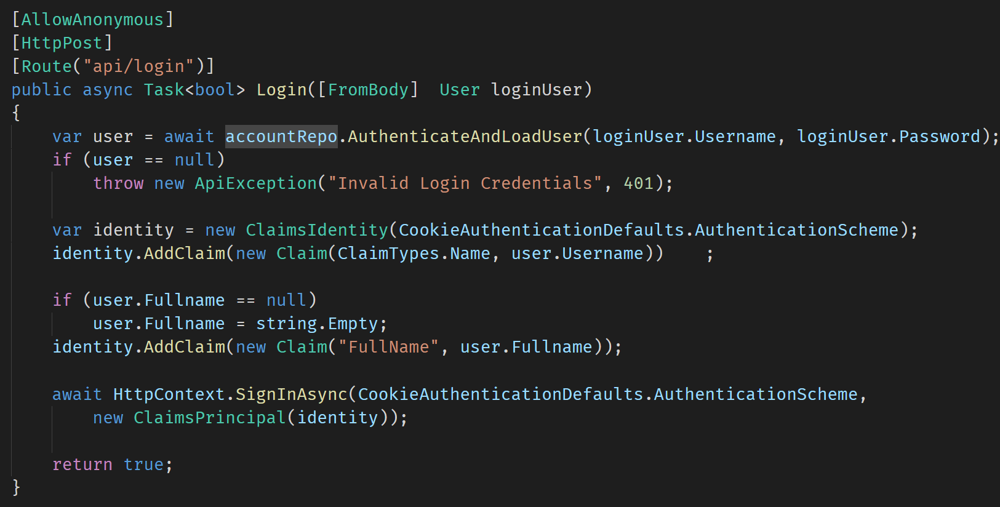 [AllowAnonymous]
[HttpPost]
[Route("api/login")]
public async Task<bool> Login([FromBody]  User loginUser)
{
    var user = await accountRepo.AuthenticateAndLoadUser(loginUser.Username, loginUser.Password);
    if (user == null)
        throw new ApiException("Invalid Login Credentials", 401);

    var identity = new ClaimsIdentity(CookieAuthenticationDefaults.AuthenticationScheme);
    identity.AddClaim(new Claim(ClaimTypes.Name, user.Username))    ;

    if (user.Fullname == null)
        user.Fullname = string.Empty;
    identity.AddClaim(new Claim("FullName", user.Fullname));

    await HttpContext.SignInAsync(CookieAuthenticationDefaults.AuthenticationScheme,
        new ClaimsPrincipal(identity));

    return true;
}